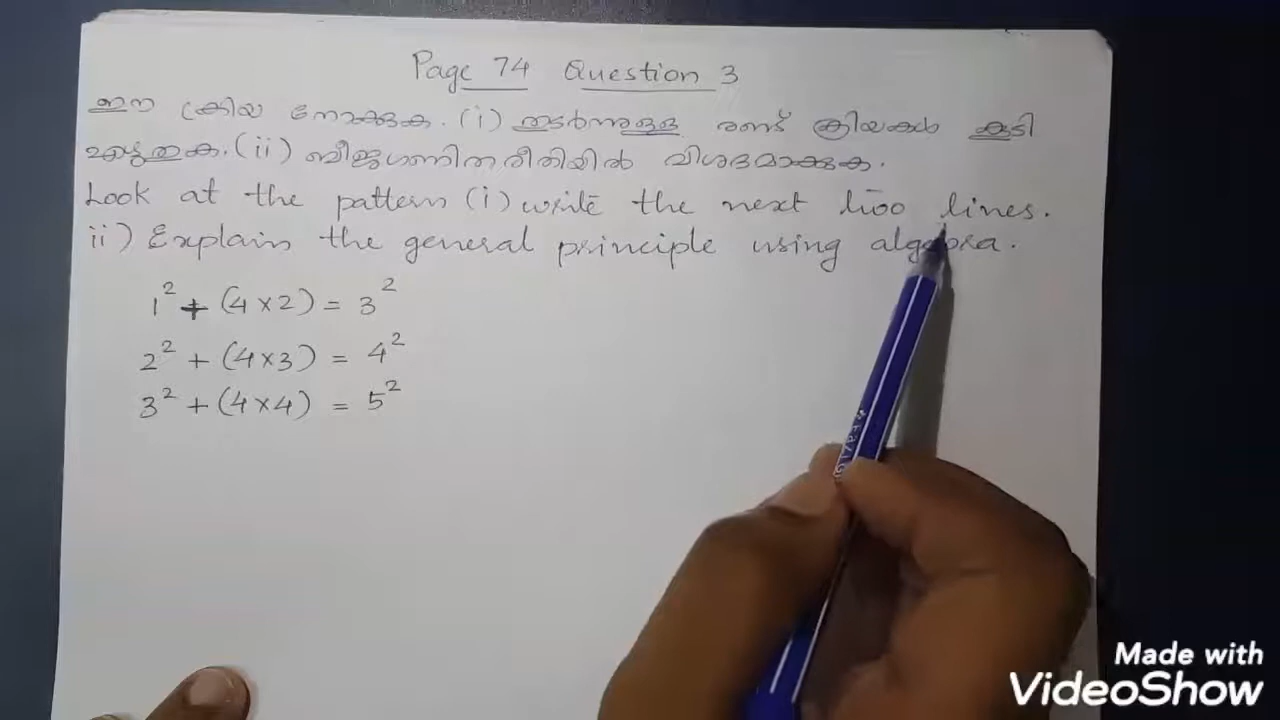 Page 74 Question 3
ഈ ക്രിയ നോക്കുക. (i) തുടർന്നുള്ള രണ്ട് ക്രിയകൾ കൂടി
എഴുതുക. (ii) ബീജഗണിത രീതിയിൽ വിശദമാക്കുക.
Look at the pattern (i) write the next two lines.
ii) Explain the general principle using algebra.
1² + (4×2) = 3²
2² + (4×3) = 4²
3² + (4×4) = 5²
Made with
VideoShow